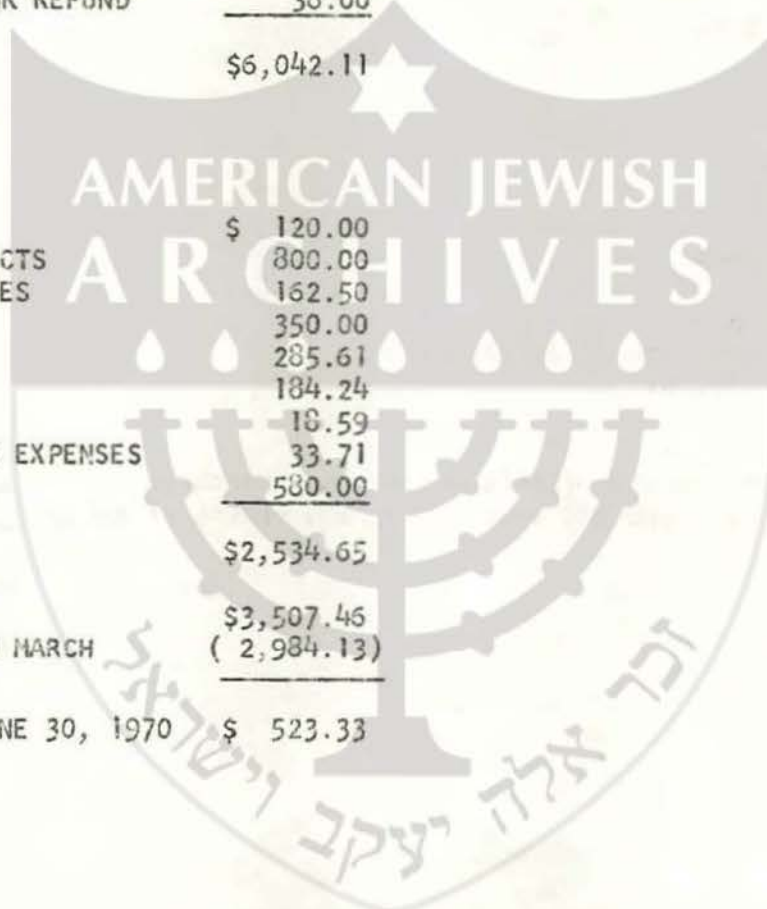 R REFUND 38.00
$6,042.11
AMERICAN JEWISH
ARCHIVES
$ 120.00
CTS 800.00
ES 162.50
350.00
285.61
184.24
18.59
EXPENSES 33.71
580.00
$2,534.65
$3,507.46
MARCH ( 2,984.13)
NE 30, 1970 $ 523.33
זכר אלה יעקב וישראל